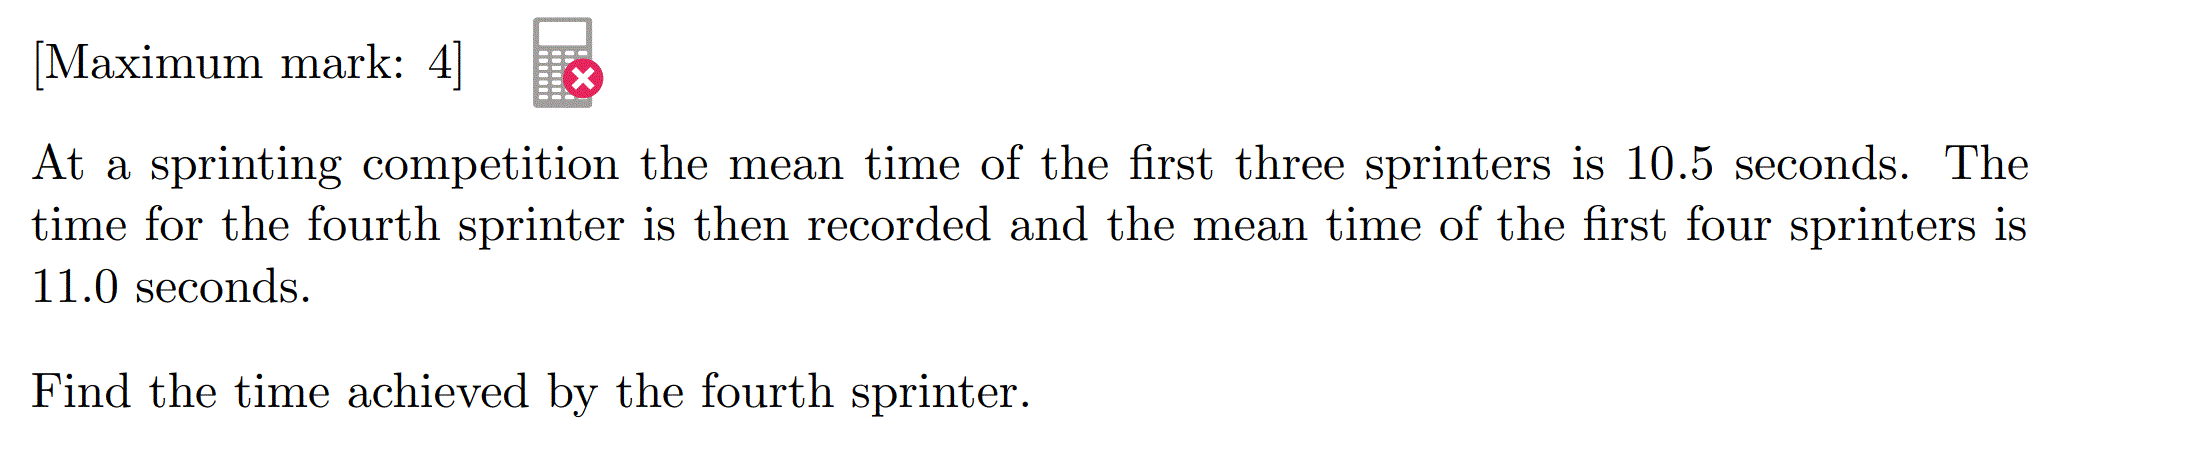 [Maximum mark: 4]
At a sprinting competition the mean time of the first three sprinters is 10.5 seconds. The
time for the fourth sprinter is then recorded and the mean time of the first four sprinters is
11.0 seconds.
Find the time achieved by the fourth sprinter.